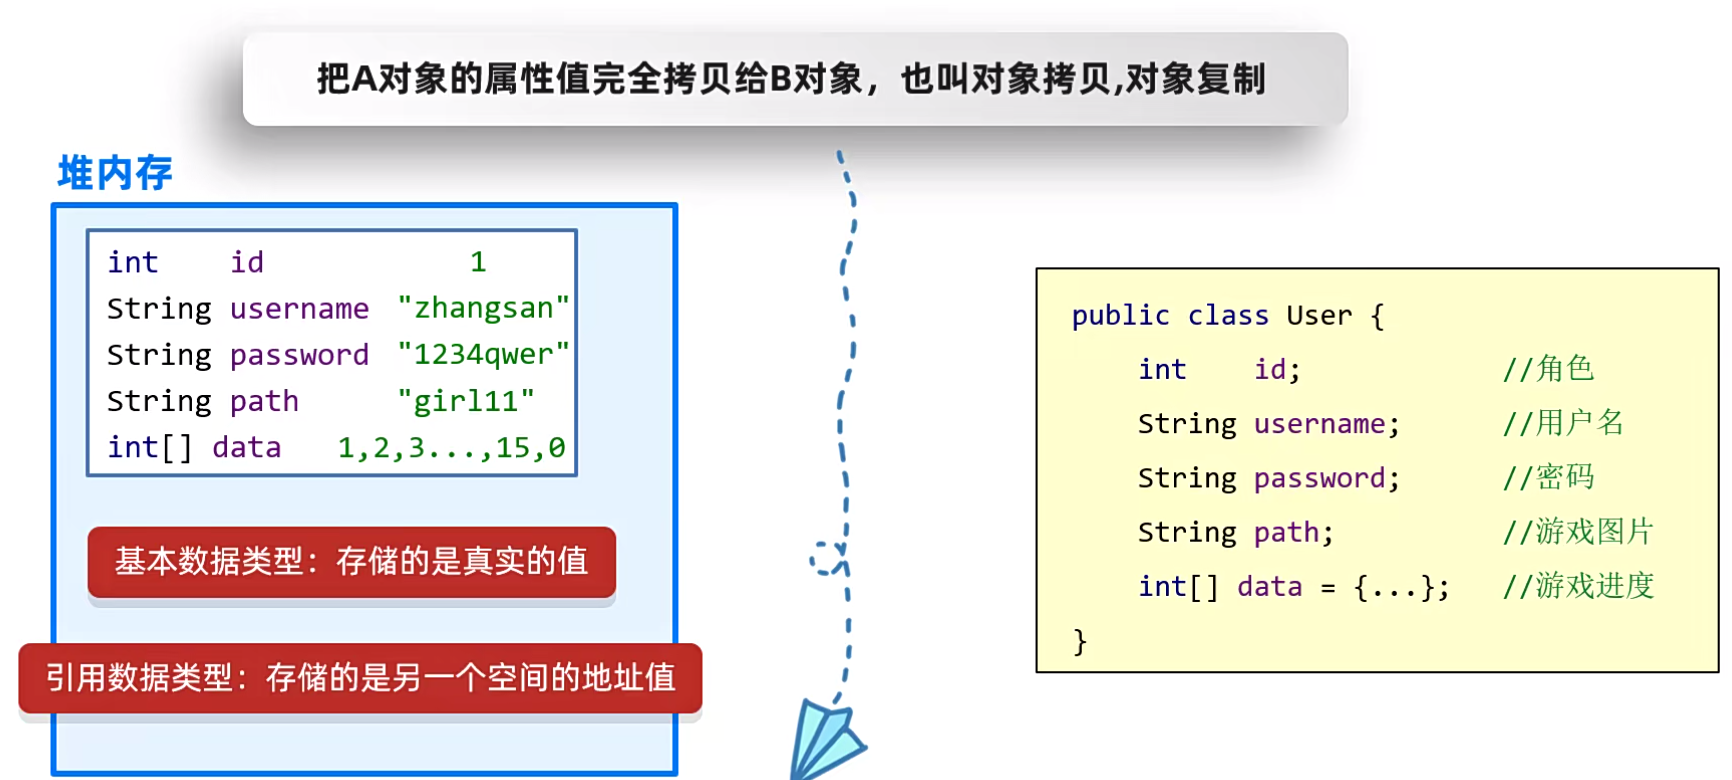 把A对象的属性值完全拷贝给B对象，也叫对象拷贝,对象复制
堆内存
int    id    1
String username "zhangsan"
String password "1234qwer"
String path    "girl11"
int[] data   1,2,3...,15,0
基本数据类型：存储的是真实的值
引用数据类型：存储的是另一个空间的地址值
public class User {
    int    id;    //角色
    String username;    //用户名
    String password;    //密码
    String path;    //游戏图片
    int[] data = {...};    //游戏进度
}